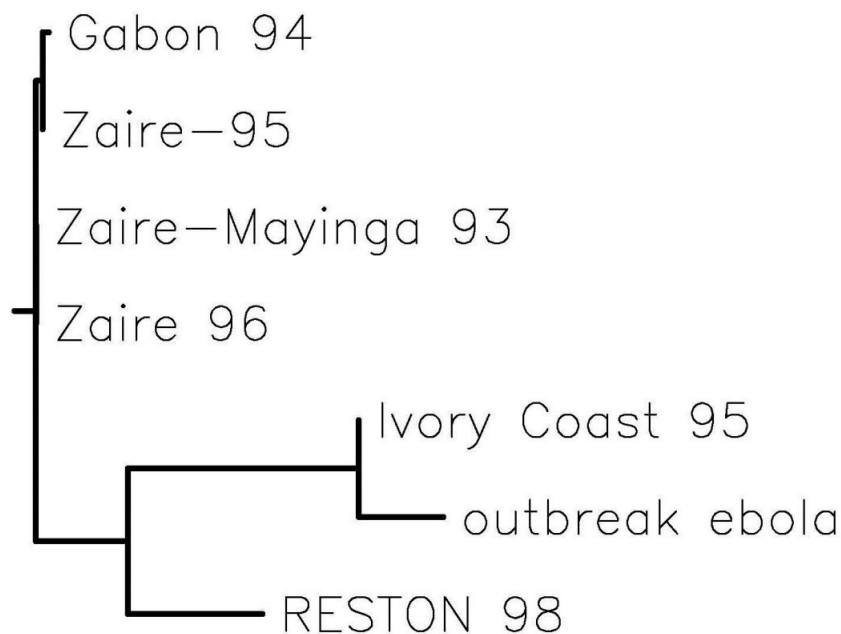 Gabon 94
Zaire-95
Zaire-Mayinga 93
Zaire 96
Ivory Coast 95
outbreak ebola
RESTON 98